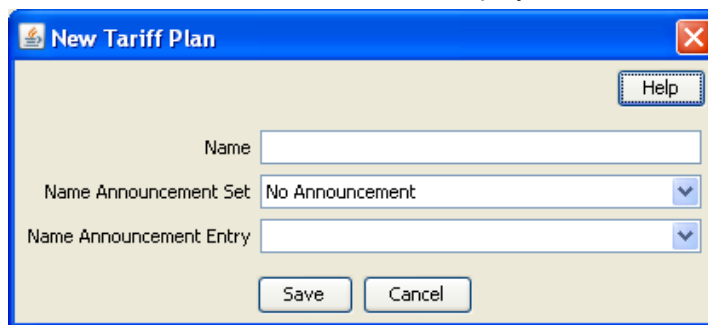 New Tariff Plan
Help
Name
Name Announcement Set No Announcement
Name Announcement Entry
Save Cancel